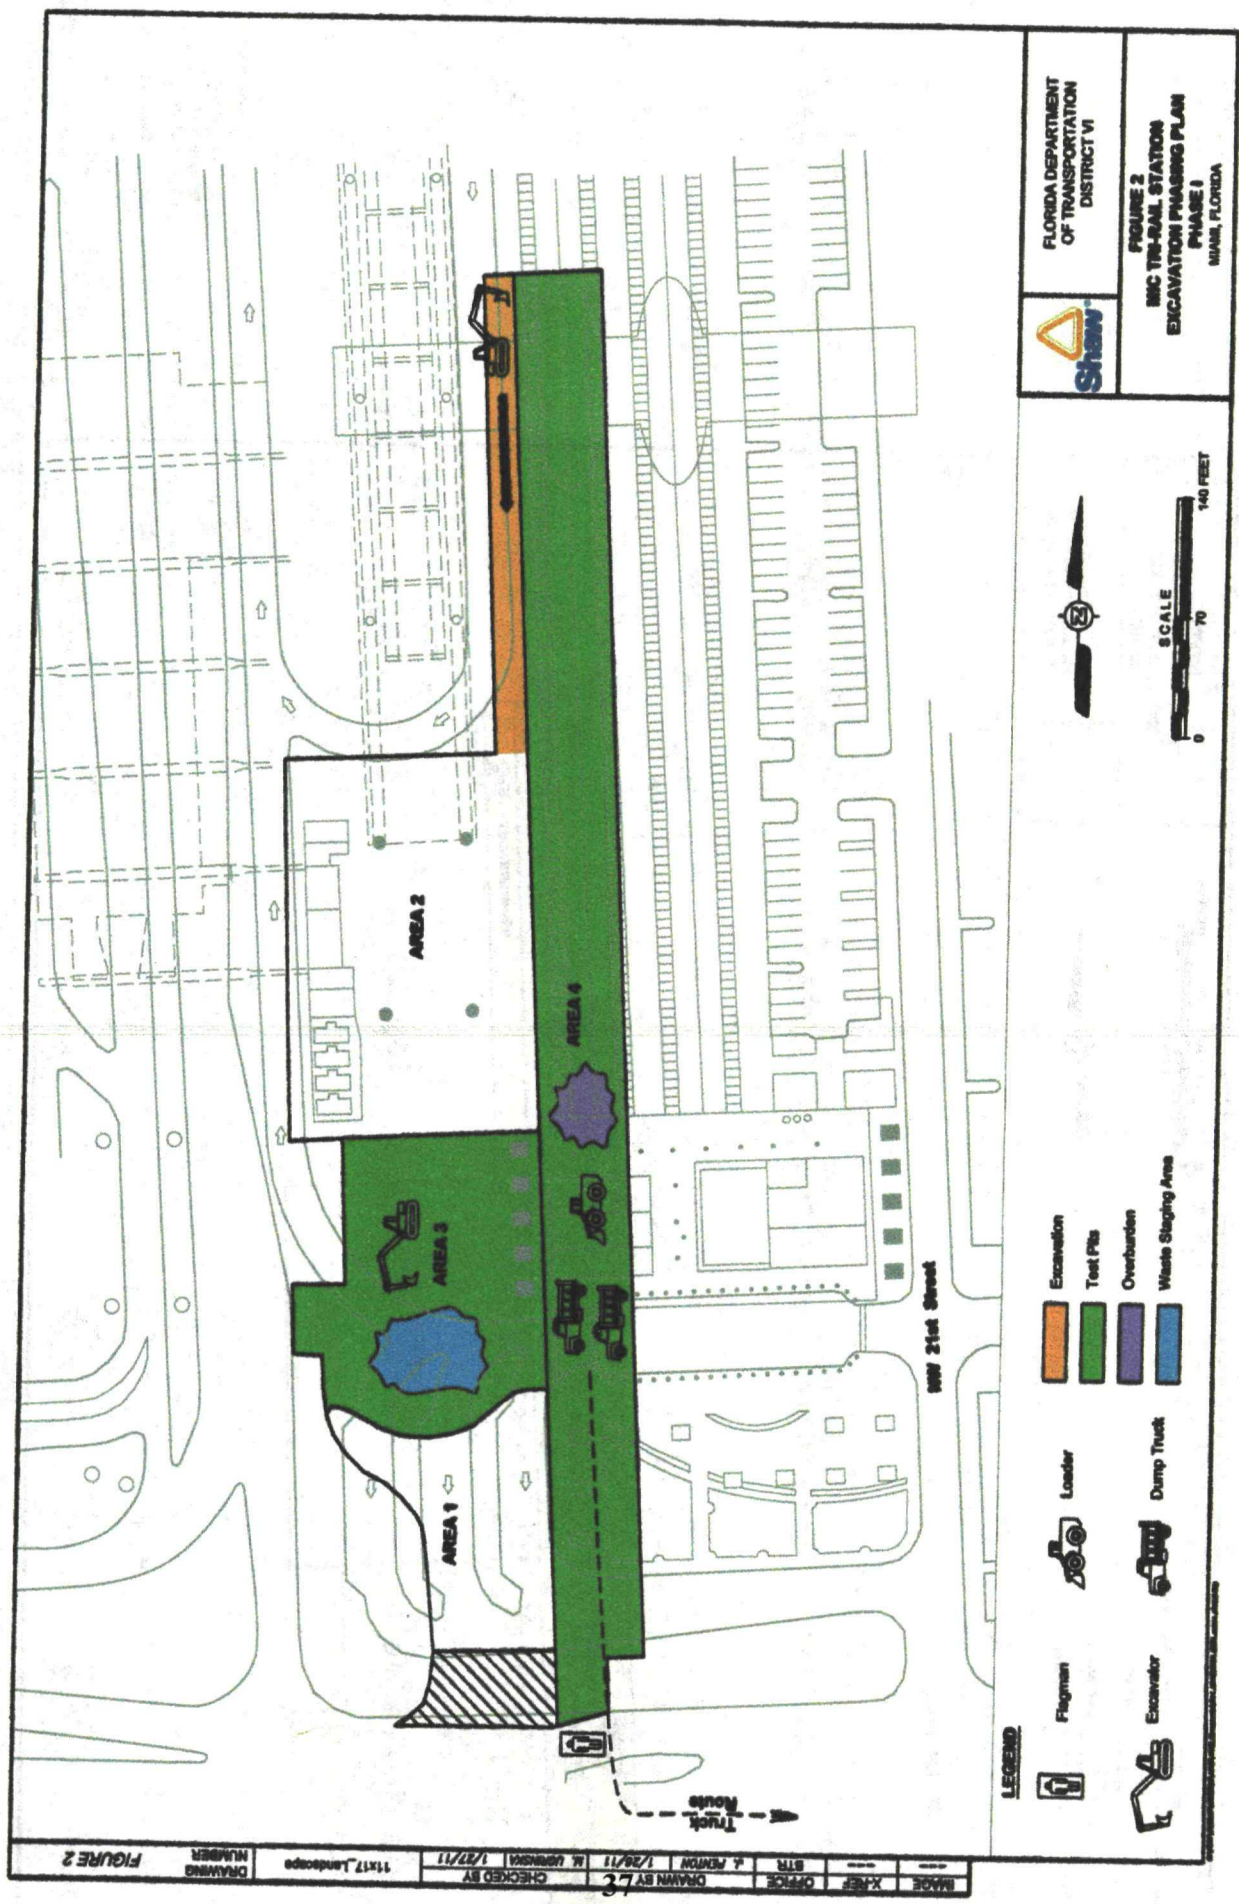 FLORIDA DEPARTMENT
OF TRANSPORTATION
DISTRICT VI
Shaw
FIGURE 2
MIC TRI-RAIL STATION
EXCAVATION PHASING PLAN
PHASE I
MIAMI, FLORIDA
AREA 2
AREA 4
AREA 3
AREA 1
NW 21st Street
Truck
Route
SCALE
0 70 140 FEET
LEGEND
Flagman
Loader
Excavation
Test Pits
Overburden
Waste Staging Area
Excavator
Dump Truck
IMAGE
---
X-REF
---
OFFICE
BTR
DRAWN BY
J. PENTON 1/26/11
CHECKED BY
1/27/11
11x17_Landscape
DRAWING
NUMBER
FIGURE 2
37